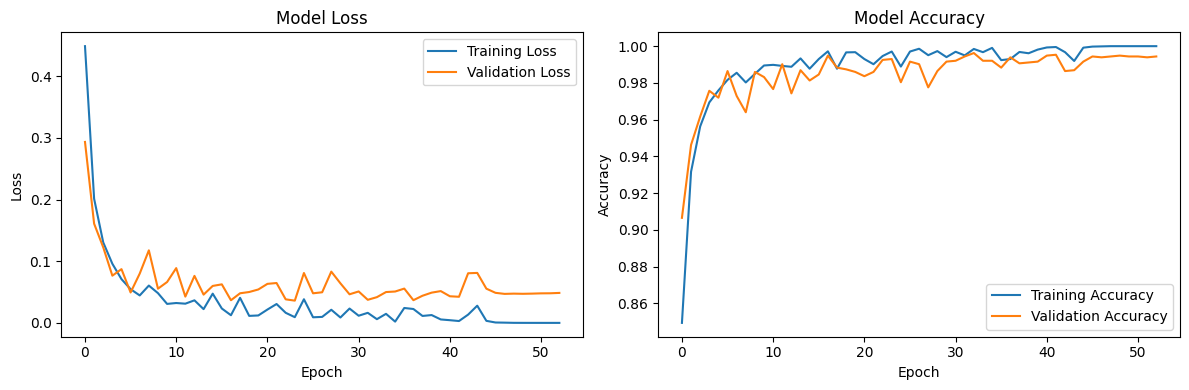 Model Loss
Training Loss
Validation Loss
0.4
0.3
0.2
0.1
0.0
Loss
0 10 20 30 40 50
Epoch
Model Accuracy
1.00
0.98
0.96
0.94
0.92
0.90
0.88
0.86
Accuracy
Training Accuracy
Validation Accuracy
0 10 20 30 40 50
Epoch